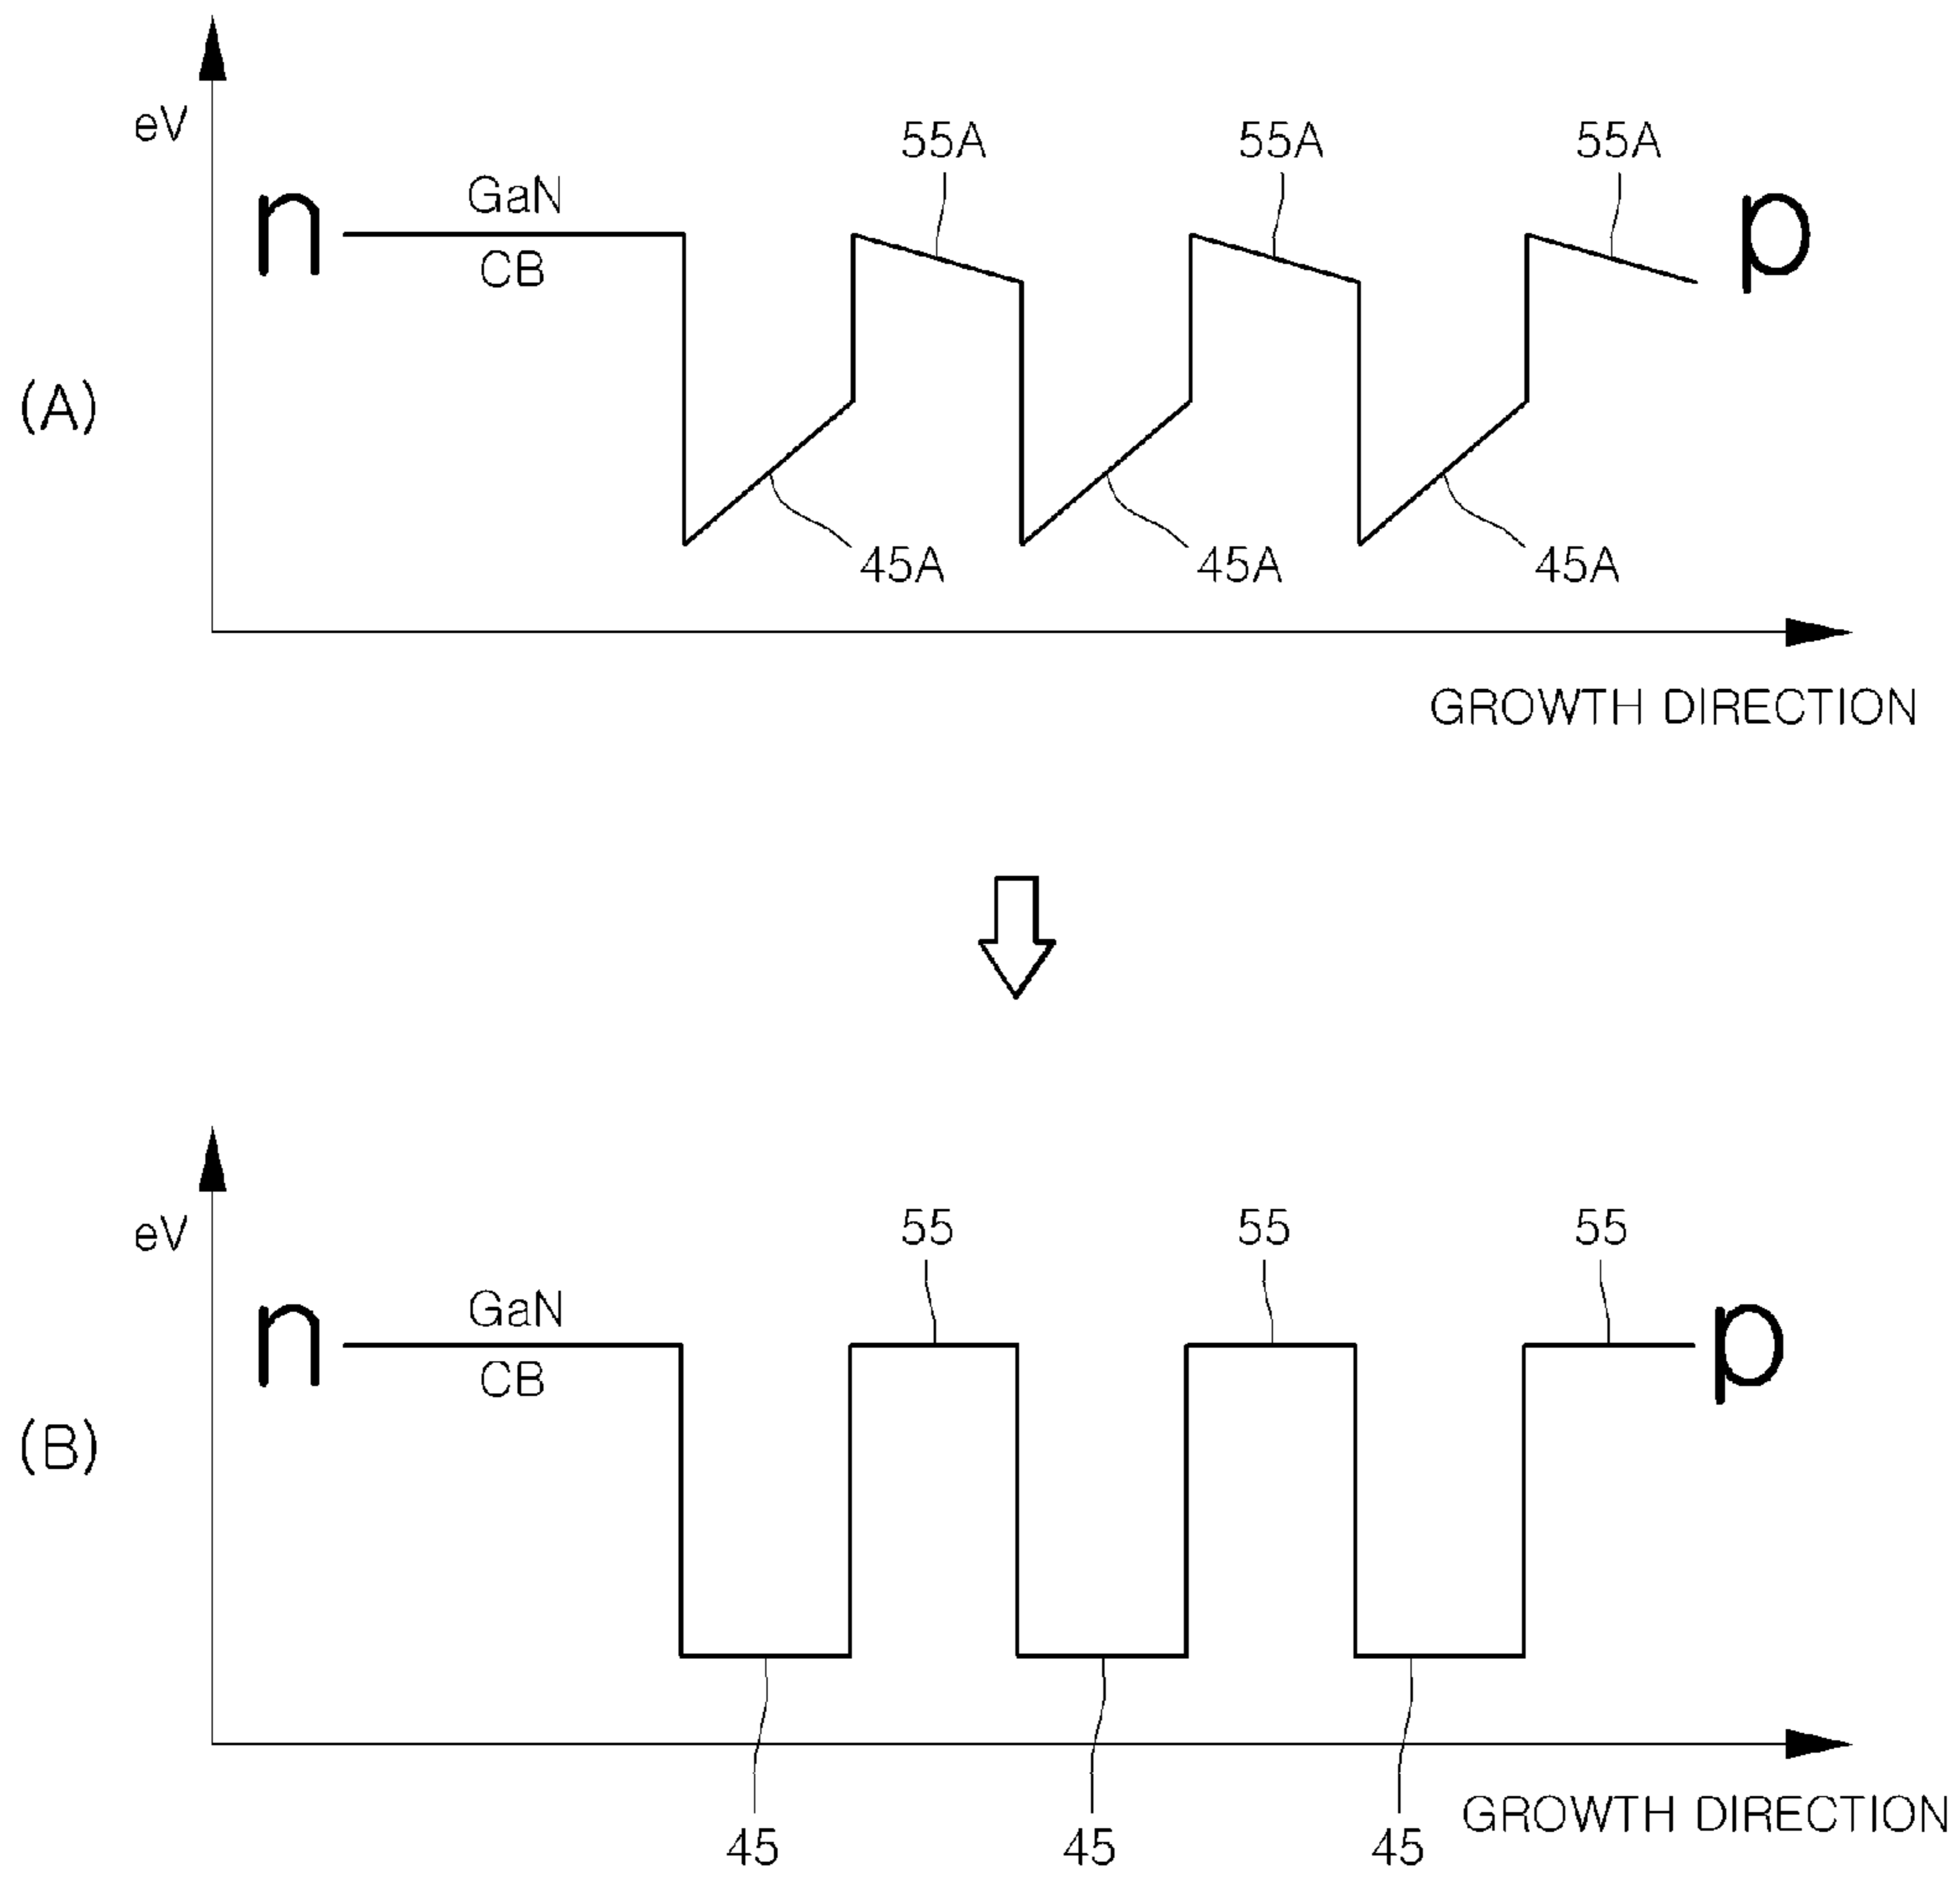 eV
55A 55A 55A
n GaN p
CB
(A)
45A 45A 45A
GROWTH DIRECTION
eV
55 55 55
n GaN p
CB
(B)
GROWTH DIRECTION
45 45 45